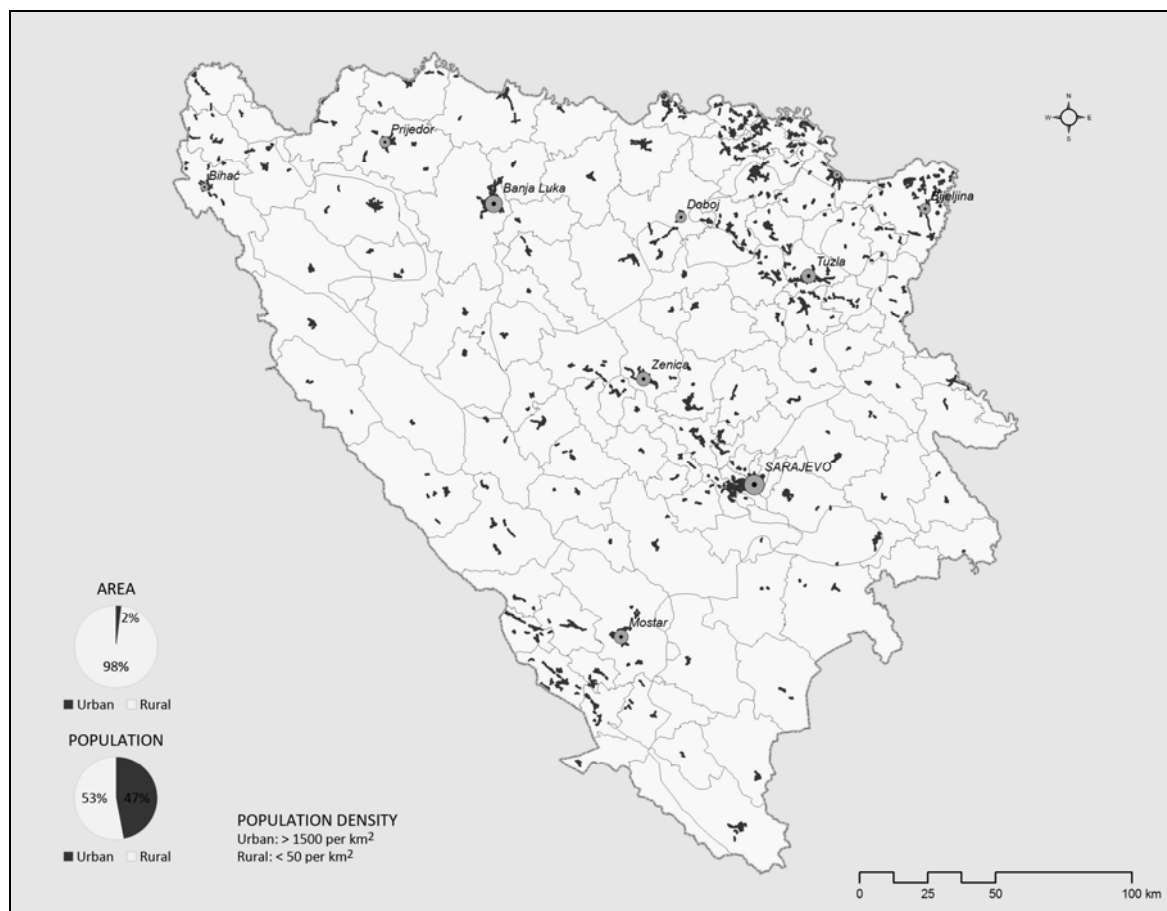 N
W E
S
Prijedor
Bihać
Banja Luka
Doboj
Bijeljina
Tuzla
Zenica
SARAJEVO
Mostar
AREA
2%
98%
Urban Rural
POPULATION
53% 47%
Urban Rural
POPULATION DENSITY
Urban: > 1500 per km²
Rural: < 50 per km²
0 25 50 100 km